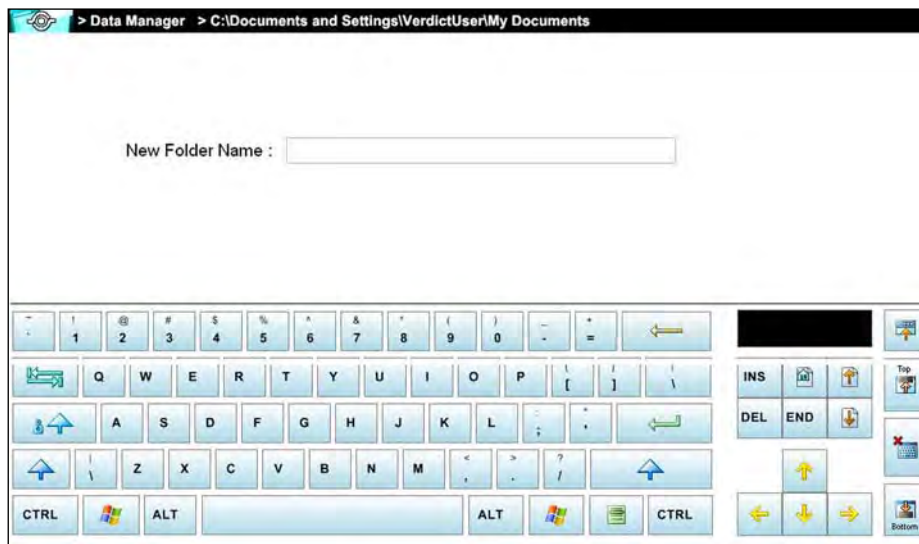 > Data Manager > C:\Documents and Settings\VerdictUser\My Documents
New Folder Name :
~ ! @ # $ % ^ & * ( ) _ +
1 2 3 4 5 6 7 8 9 0 - =
Q W E R T Y U I O P [ ] \
INS
Top
A S D F G H J K L ;
DEL END
| < > ?
\ Z X C V B N M , . /
CTRL ALT ALT CTRL
Bottom